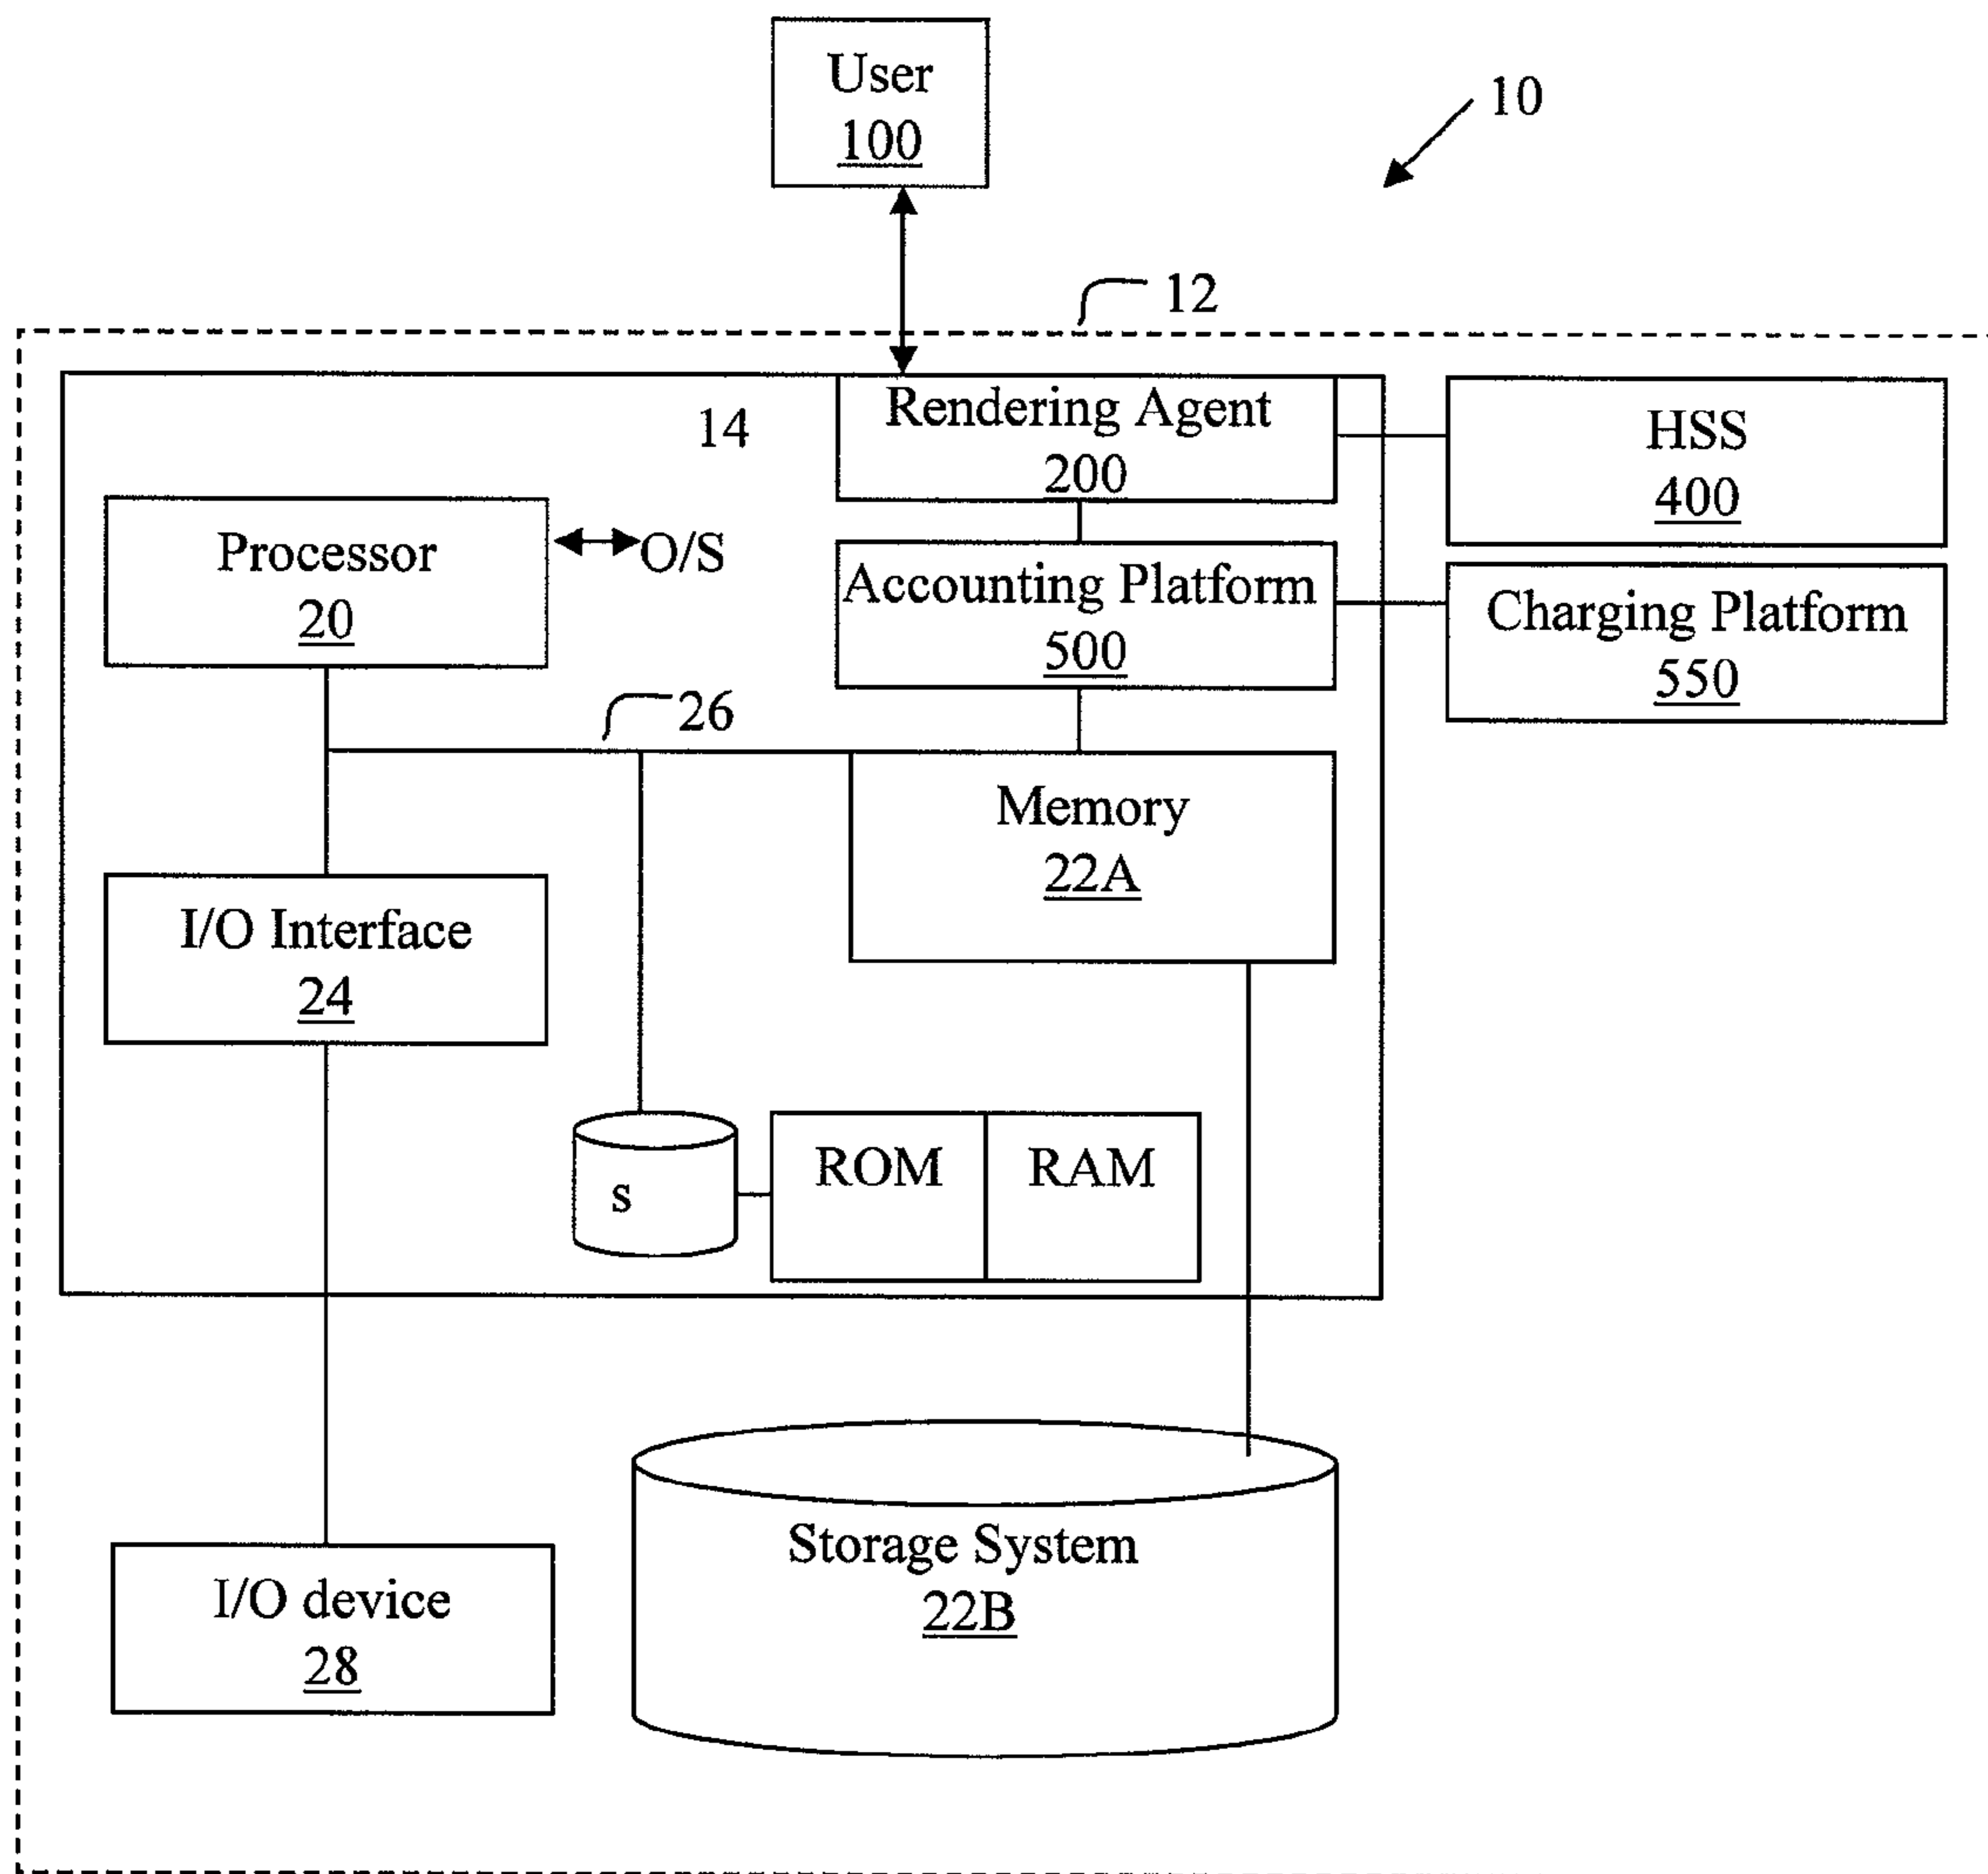 User
100
10
12
14
Rendering Agent
200
HSS
400
Processor
20
O/S
Accounting Platform
500
Charging Platform
550
26
Memory
22A
I/O Interface
24
s
ROM
RAM
Storage System
22B
I/O device
28